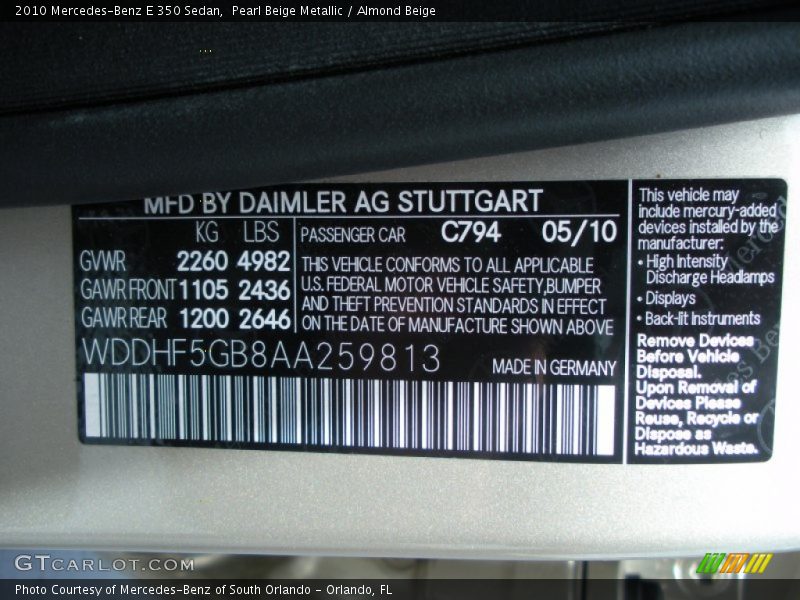 2010 Mercedes-Benz E 350 Sedan,  Pearl Beige Metallic / Almond Beige
MFD BY DAIMLER AG STUTTGART
KG LBS
GVWR 2260 4982
GAWR FRONT 1105 2436
GAWR REAR 1200 2646
PASSENGER CAR C794 05/10
THIS VEHICLE CONFORMS TO ALL APPLICABLE
U.S. FEDERAL MOTOR VEHICLE SAFETY, BUMPER
AND THEFT PREVENTION STANDARDS IN EFFECT
ON THE DATE OF MANUFACTURE SHOWN ABOVE
WDDHF5GB8AA259813
MADE IN GERMANY
This vehicle may
include mercury-added
devices installed by the
manufacturer:
• High Intensity
Discharge Headlamps
• Displays
• Back-lit Instruments
Remove Devices
Before Vehicle
Disposal.
Upon Removal of
Devices Please
Reuse, Recycle or
Dispose as
Hazardous Waste.
GTCARLOT.COM
Photo Courtesy of Mercedes-Benz of South Orlando - Orlando, FL